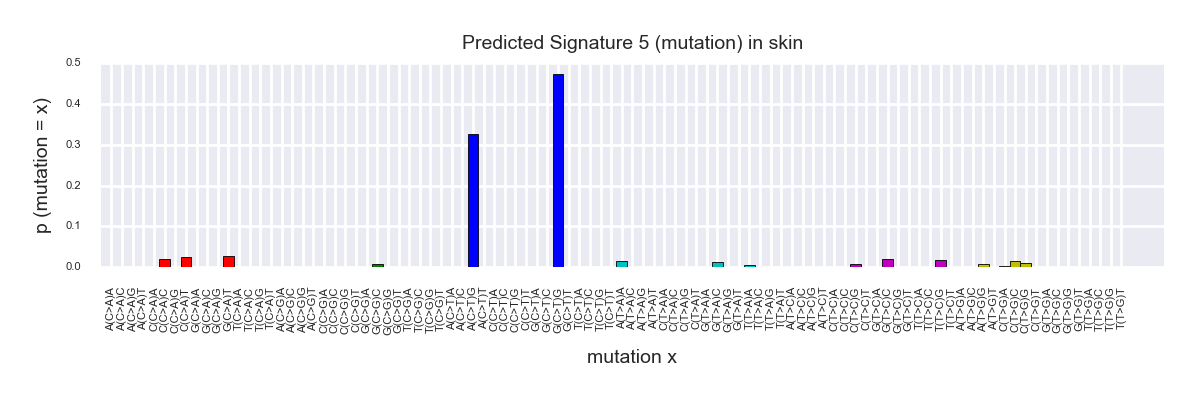 Predicted Signature 5 (mutation) in skin
p (mutation = x)
0.5
0.4
0.3
0.2
0.1
0.0
A(C>A)A
A(C>A)C
A(C>A)G
A(C>A)T
C(C>A)A
C(C>A)C
C(C>A)G
C(C>A)T
G(C>A)A
G(C>A)C
G(C>A)G
G(C>A)T
T(C>A)A
T(C>A)C
T(C>A)G
T(C>A)T
A(C>G)A
A(C>G)C
A(C>G)G
A(C>G)T
C(C>G)A
C(C>G)C
C(C>G)G
C(C>G)T
G(C>G)A
G(C>G)C
G(C>G)G
G(C>G)T
T(C>G)A
T(C>G)C
T(C>G)G
T(C>G)T
A(C>T)A
A(C>T)C
A(C>T)G
A(C>T)T
C(C>T)A
C(C>T)C
C(C>T)G
C(C>T)T
G(C>T)A
G(C>T)C
G(C>T)G
G(C>T)T
T(C>T)A
T(C>T)C
T(C>T)G
T(C>T)T
A(T>A)A
A(T>A)C
A(T>A)G
A(T>A)T
C(T>A)A
C(T>A)C
C(T>A)G
C(T>A)T
G(T>A)A
G(T>A)C
G(T>A)G
G(T>A)T
T(T>A)A
T(T>A)C
T(T>A)G
T(T>A)T
A(T>C)A
A(T>C)C
A(T>C)G
A(T>C)T
C(T>C)A
C(T>C)C
C(T>C)G
C(T>C)T
G(T>C)A
G(T>C)C
G(T>C)G
G(T>C)T
T(T>C)A
T(T>C)C
T(T>C)G
T(T>C)T
A(T>G)A
A(T>G)C
A(T>G)G
A(T>G)T
C(T>G)A
C(T>G)C
C(T>G)G
C(T>G)T
G(T>G)A
G(T>G)C
G(T>G)G
G(T>G)T
T(T>G)A
T(T>G)C
T(T>G)G
T(T>G)T
mutation x